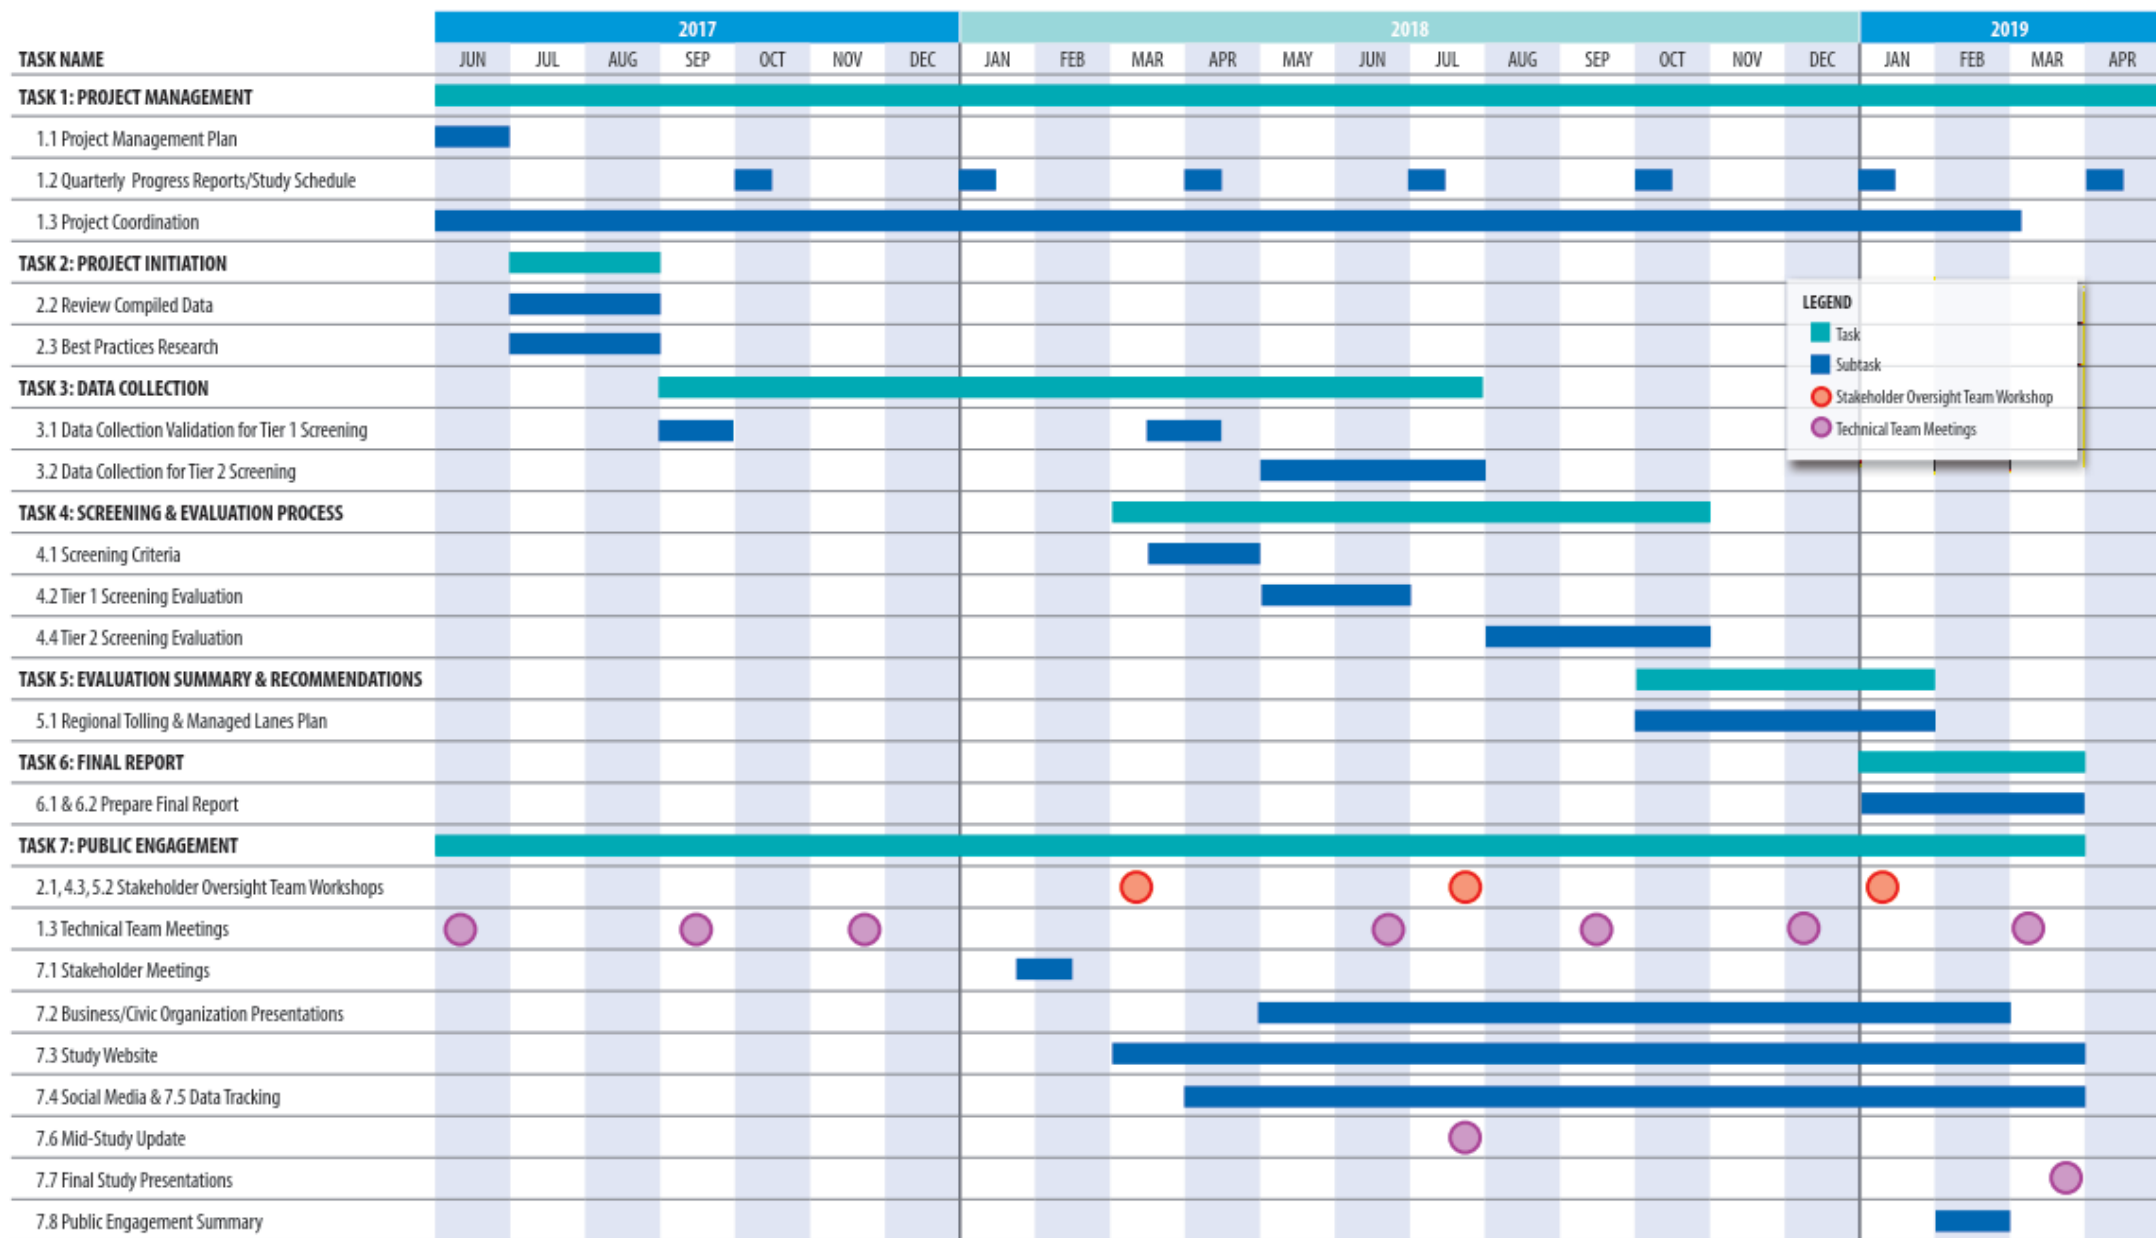 2017 2018 2019
TASK NAME JUN JUL AUG SEP OCT NOV DEC JAN FEB MAR APR MAY JUN JUL AUG SEP OCT NOV DEC JAN FEB MAR APR
TASK 1: PROJECT MANAGEMENT
1.1 Project Management Plan
1.2 Quarterly Progress Reports/Study Schedule
1.3 Project Coordination
TASK 2: PROJECT INITIATION
2.2 Review Compiled Data
2.3 Best Practices Research
LEGEND
Task
Subtask
Stakeholder Oversight Team Workshop
Technical Team Meetings
TASK 3: DATA COLLECTION
3.1 Data Collection Validation for Tier 1 Screening
3.2 Data Collection for Tier 2 Screening
TASK 4: SCREENING & EVALUATION PROCESS
4.1 Screening Criteria
4.2 Tier 1 Screening Evaluation
4.4 Tier 2 Screening Evaluation
TASK 5: EVALUATION SUMMARY & RECOMMENDATIONS
5.1 Regional Tolling & Managed Lanes Plan
TASK 6: FINAL REPORT
6.1 & 6.2 Prepare Final Report
TASK 7: PUBLIC ENGAGEMENT
2.1, 4.3, 5.2 Stakeholder Oversight Team Workshops
1.3 Technical Team Meetings
7.1 Stakeholder Meetings
7.2 Business/Civic Organization Presentations
7.3 Study Website
7.4 Social Media & 7.5 Data Tracking
7.6 Mid-Study Update
7.7 Final Study Presentations
7.8 Public Engagement Summary